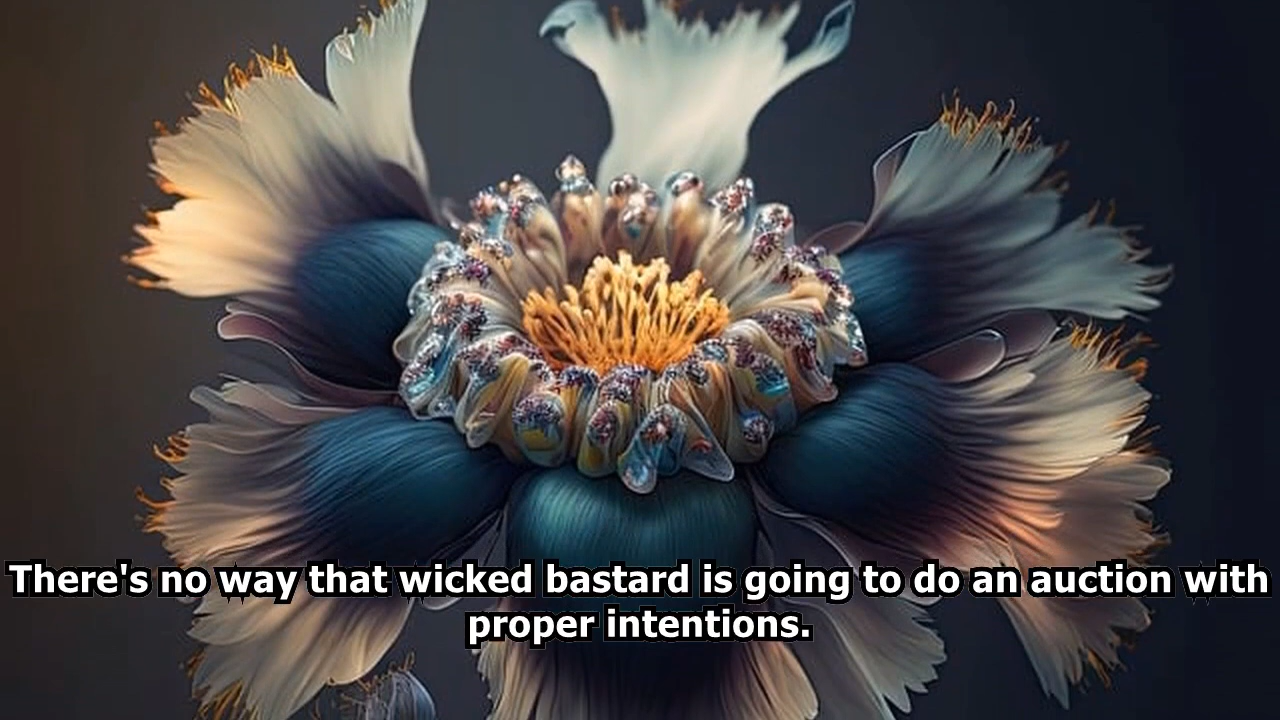 There's no way that wicked bastard is going to do an auction with
proper intentions.